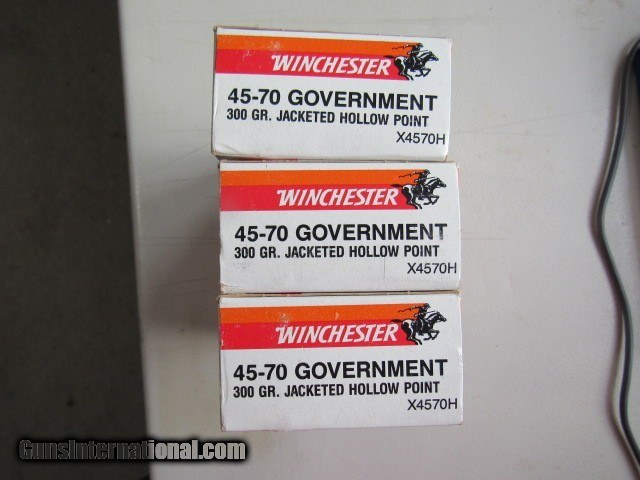 WINCHESTER
45-70 GOVERNMENT
300 GR. JACKETED HOLLOW POINT
X4570H
WINCHESTER
45-70 GOVERNMENT
300 GR. JACKETED HOLLOW POINT
X4570H
WINCHESTER
45-70 GOVERNMENT
300 GR. JACKETED HOLLOW POINT
X4570H
GunsInternational.com